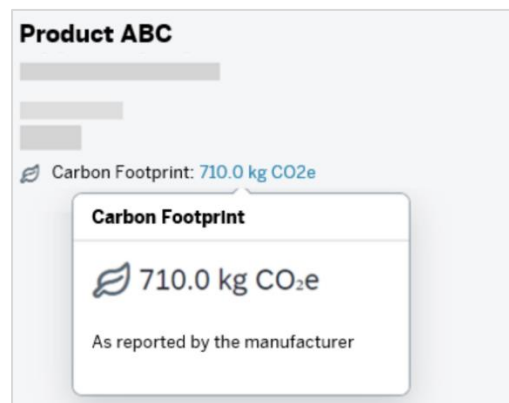 Product ABC
Carbon Footprint: 710.0 kg CO2e
Carbon Footprint
710.0 kg CO₂e
As reported by the manufacturer